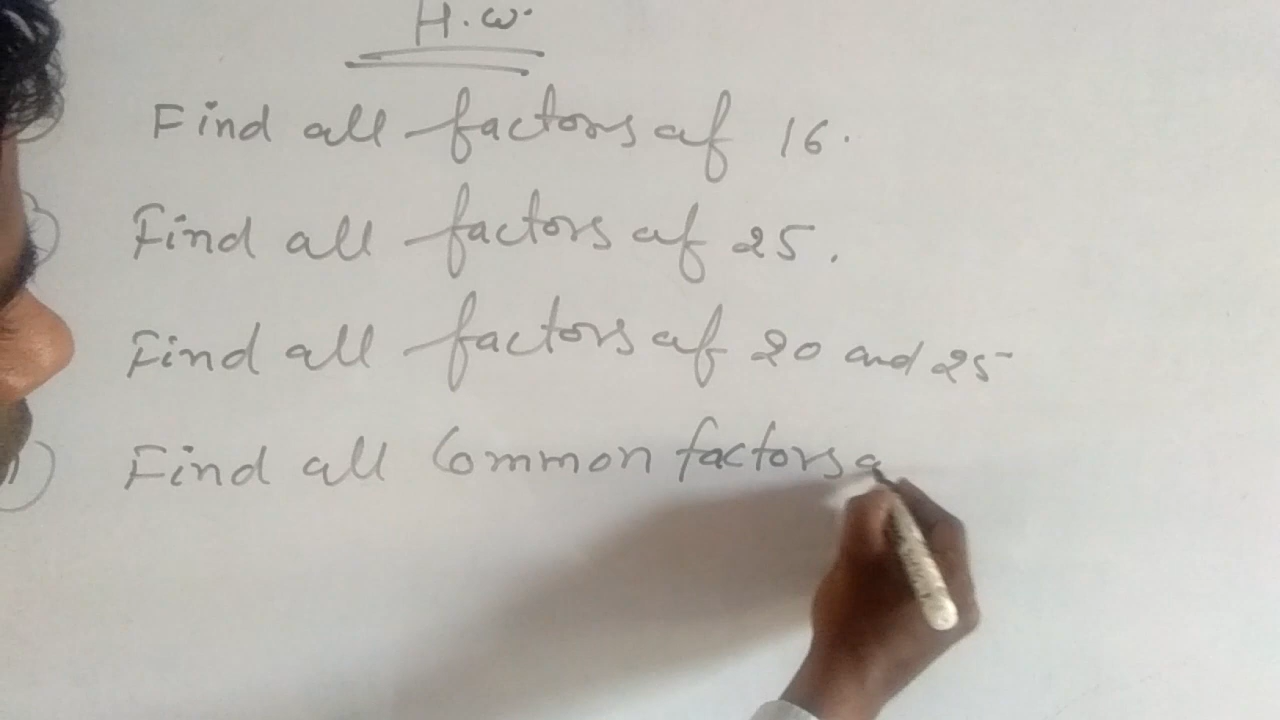 H.W.
Find all factors of 16.
Find all factors of 25.
Find all factors of 20 and 25
Find all Common factors